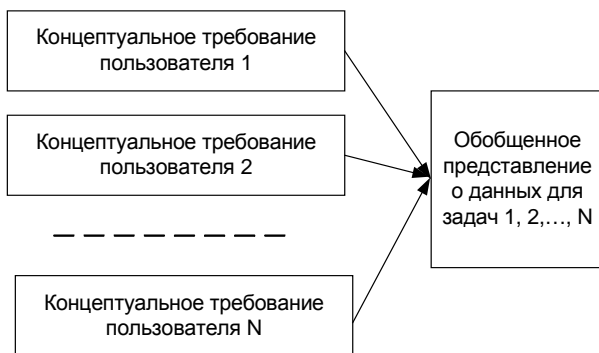 Концептуальное требование
пользователя 1
Концептуальное требование
пользователя 2
Концептуальное требование
пользователя N
Обобщенное
представление
о данных для
задач 1, 2,…, N